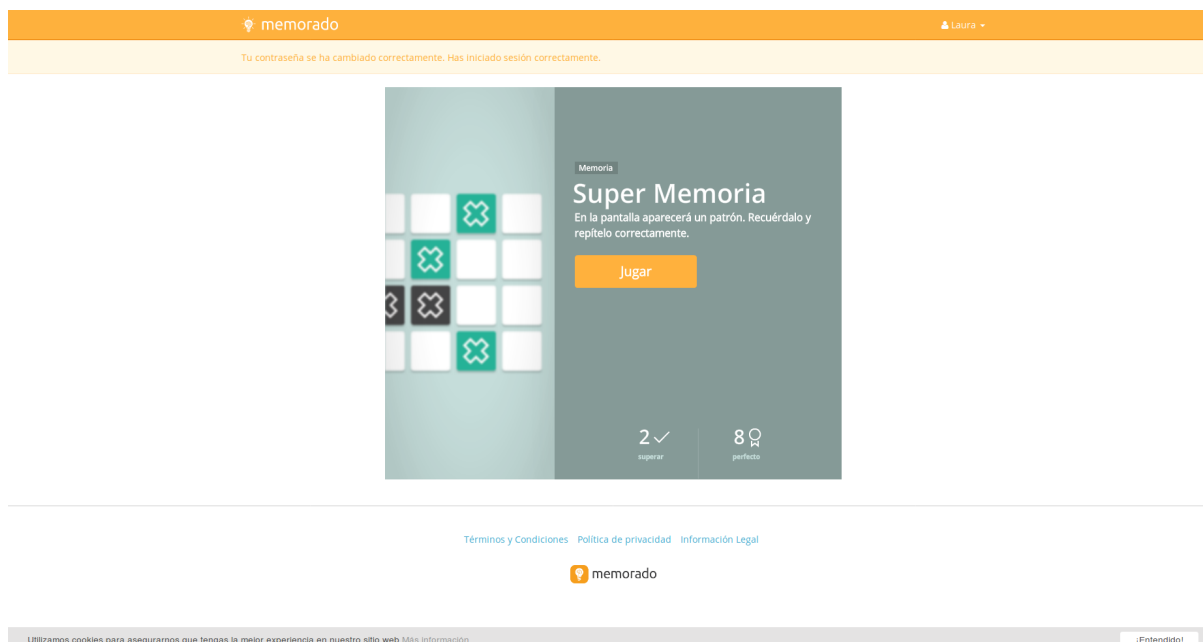 memorado
Laura
Tu contraseña se ha cambiado correctamente. Has iniciado sesión correctamente.
Memoria
Super Memoria
En la pantalla aparecerá un patrón. Recuérdalo y
repítelo correctamente.
Jugar
2
superar
8
perfecto
Términos y Condiciones Política de privacidad Información Legal
memorado
Utilizamos cookies para asegurarnos que tengas la mejor experiencia en nuestro sitio web Más información
¡Entendido!